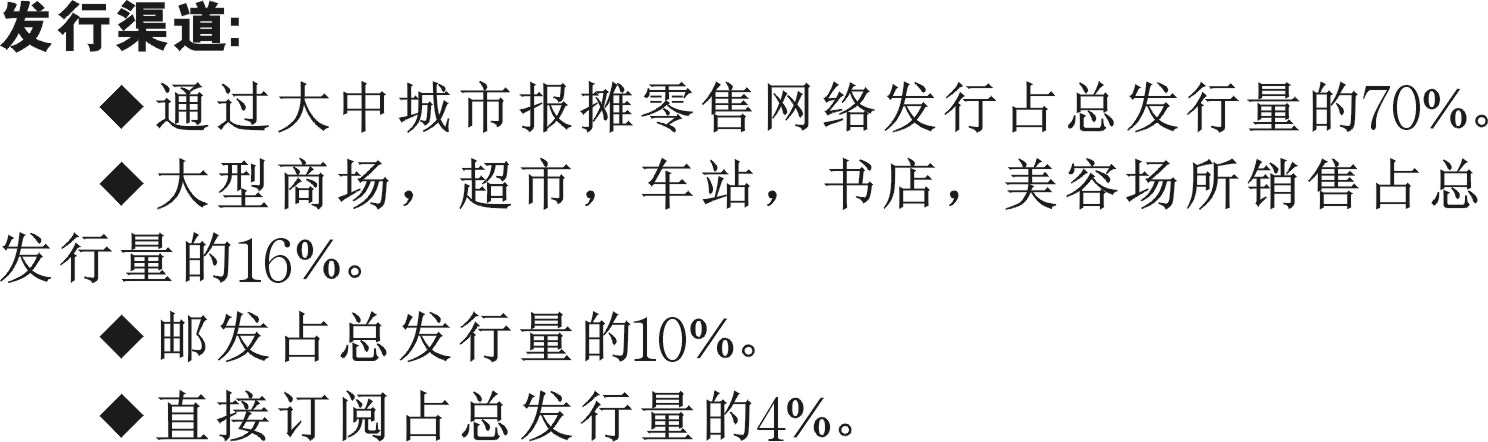 发行渠道:
◆通过大中城市报摊零售网络发行占总发行量的70%。
◆大型商场，超市，车站，书店，美容场所销售占总
发行量的16%。
◆邮发占总发行量的10%。
◆直接订阅占总发行量的4%。